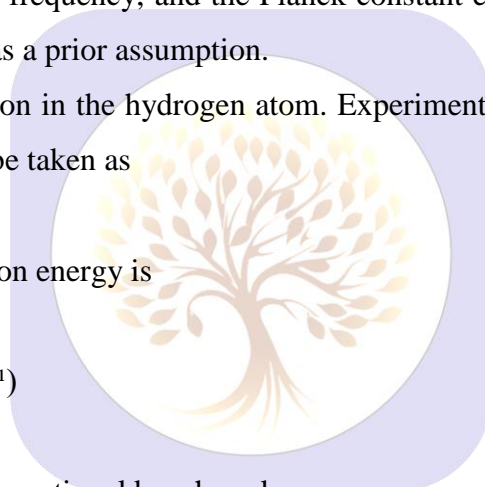 frequency, and the Planck constant
as a prior assumption.
on in the hydrogen atom. Experiment
be taken as
on energy is